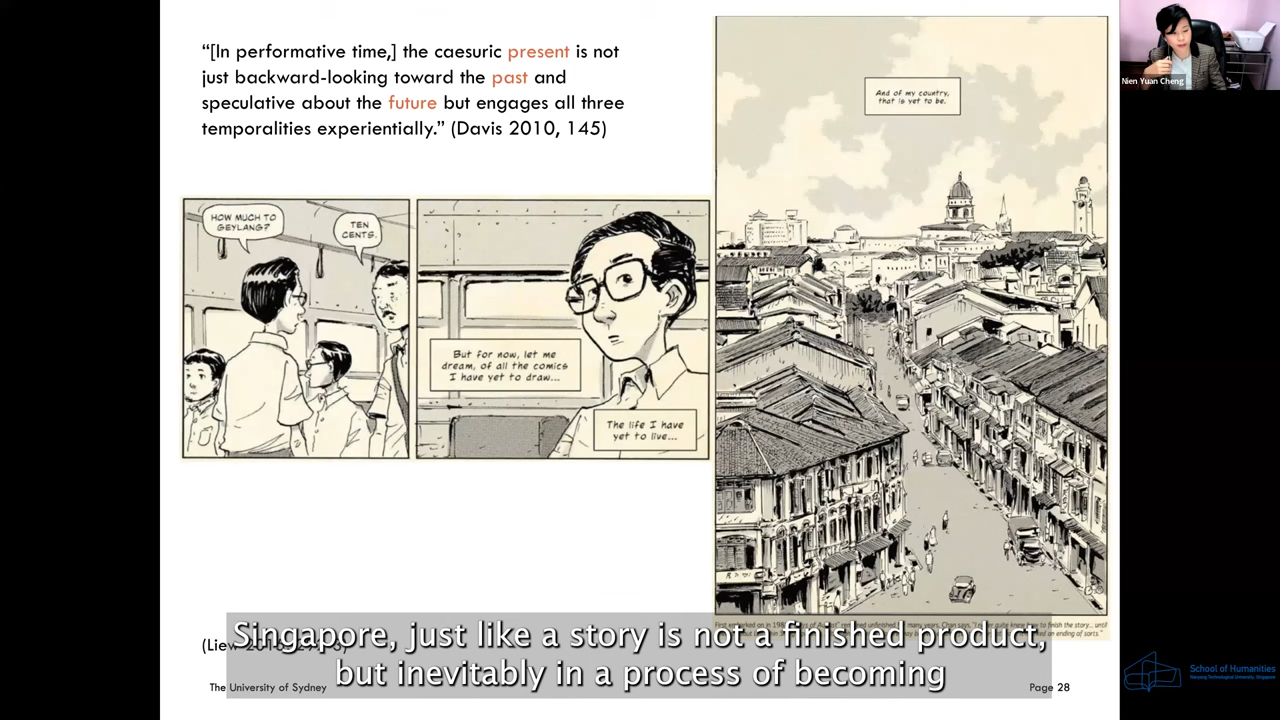 “[In performative time,] the caesuric present is not
just backward-looking toward the past and
speculative about the future but engages all three
temporalities experientially.” (Davis 2010, 145)
HOW MUCH TO
GEYLANG?
TEN
CENTS.
But for now, let me
dream, of all the comics
I have yet to draw...
The life I have
yet to live...
And of my country,
that is yet to be.
Nien Yuan Cheng
Singapore, just like a story is not a finished product,
but inevitably in a process of becoming
The University of Sydney
Page 28
School of Humanities
Nanyang Technological University, Singapore